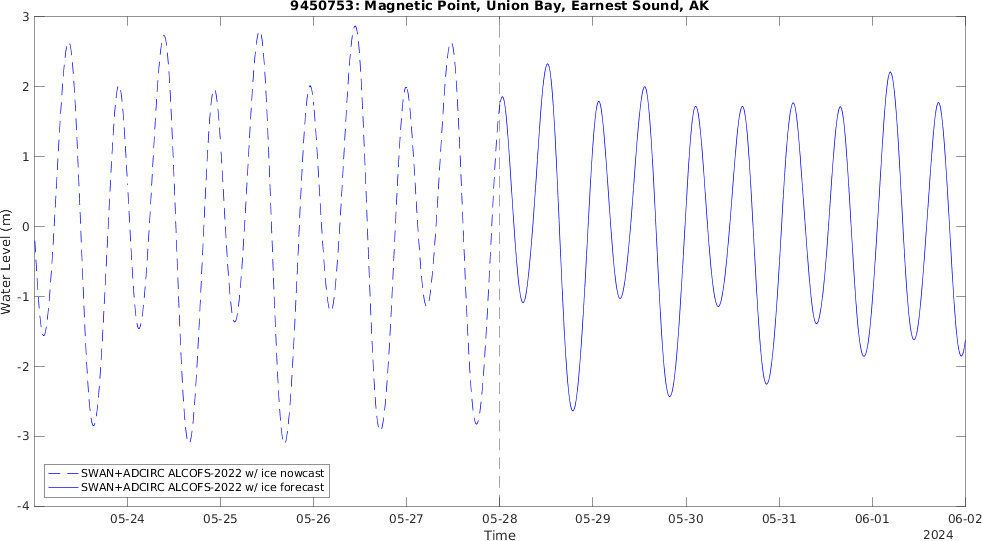 9450753: Magnetic Point, Union Bay, Earnest Sound, AK
3
2
1
0
-1
-2
-3
-4
Water Level (m)
SWAN+ADCIRC ALCOFS-2022 w/ ice nowcast
SWAN+ADCIRC ALCOFS-2022 w/ ice forecast
05-24 05-25 05-26 05-27 05-28 05-29 05-30 05-31 06-01 06-02
Time
2024